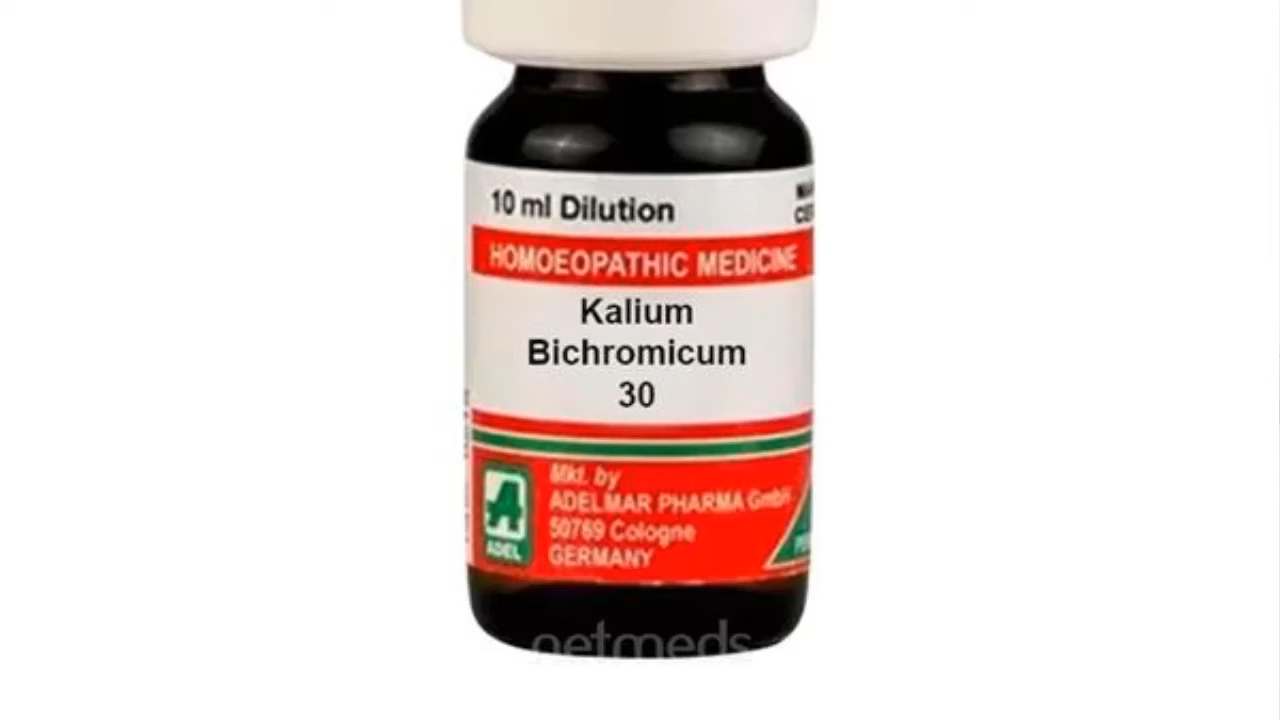 10 ml Dilution
HOMOEOPATHIC MEDICINE
Kalium
Bichromicum
30
Mkt. by
ADELMAR PHARMA GmbH
50769 Cologne
GERMANY
ADEL
netmeds